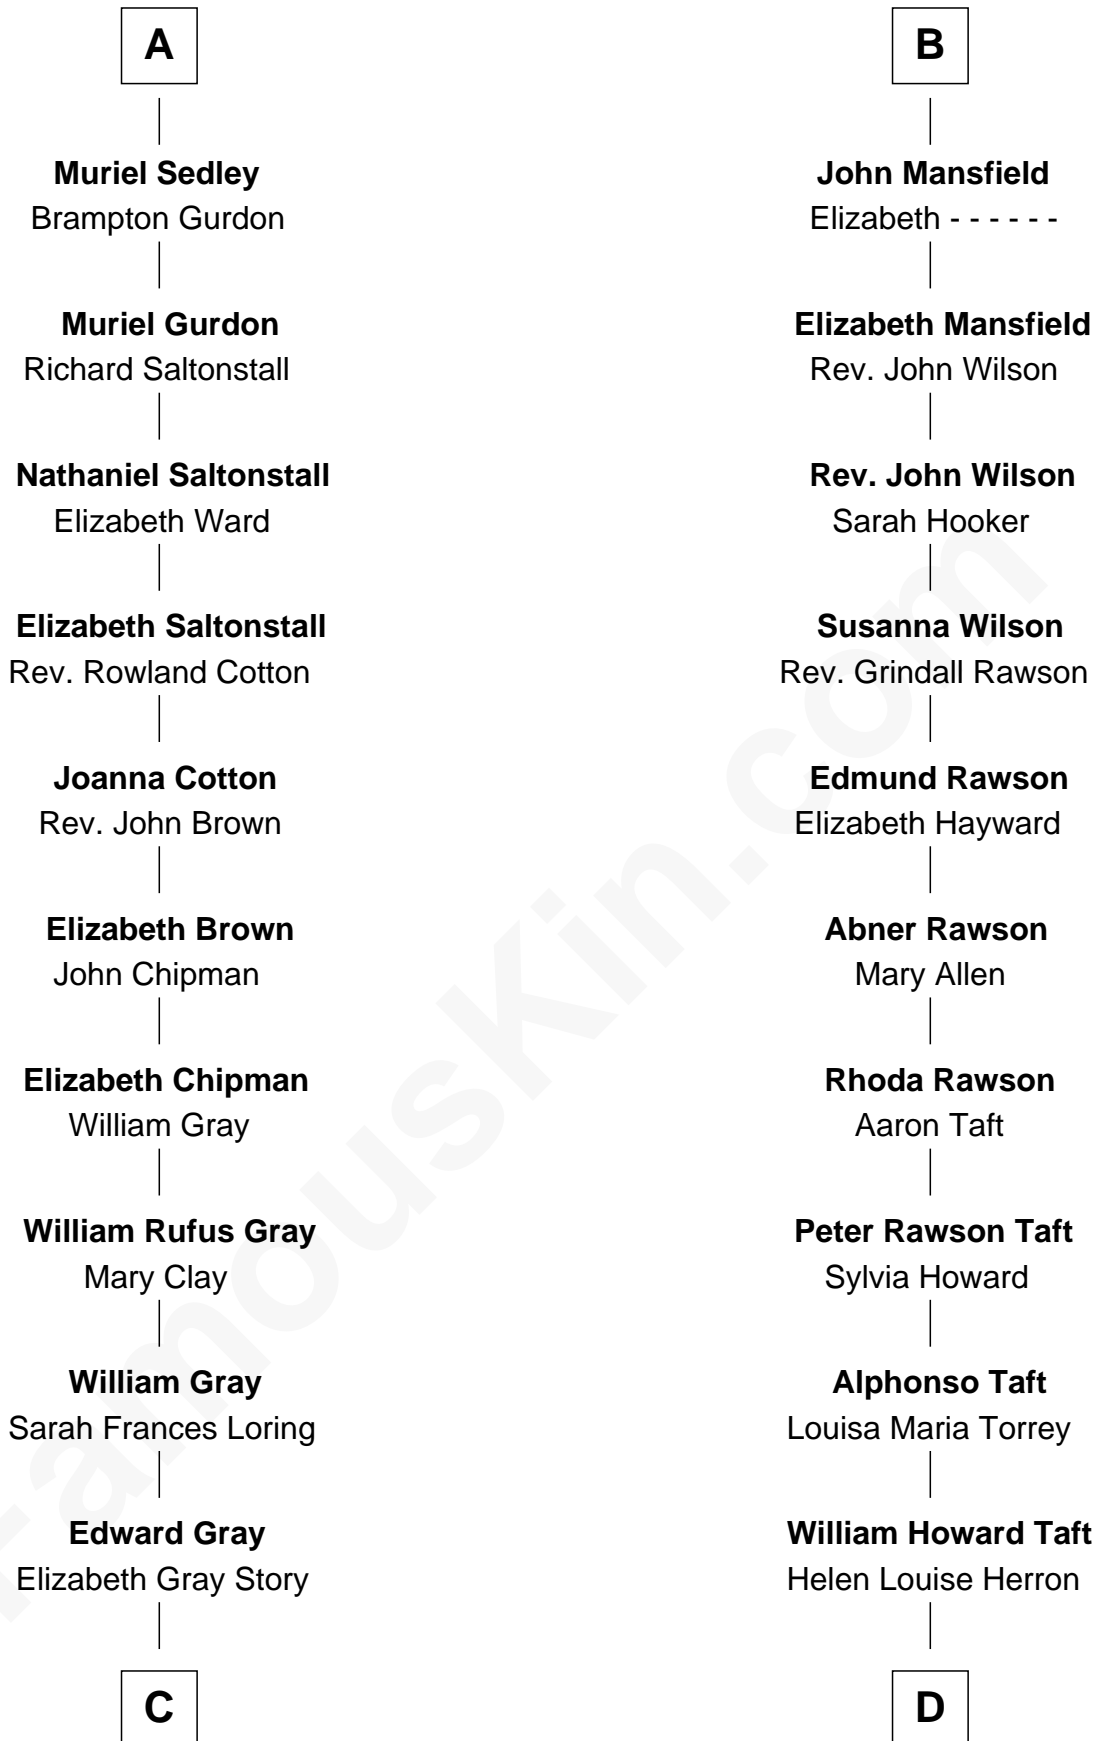 A
Muriel Sedley
Brampton Gurdon
Muriel Gurdon
Richard Saltonstall
Nathaniel Saltonstall
Elizabeth Ward
Elizabeth Saltonstall
Rev. Rowland Cotton
Joanna Cotton
Rev. John Brown
Elizabeth Brown
John Chipman
Elizabeth Chipman
William Gray
William Rufus Gray
Mary Clay
William Gray
Sarah Frances Loring
Edward Gray
Elizabeth Gray Story
C
B
John Mansfield
Elizabeth - - - - - -
Elizabeth Mansfield
Rev. John Wilson
Rev. John Wilson
Sarah Hooker
Susanna Wilson
Rev. Grindall Rawson
Edmund Rawson
Elizabeth Hayward
Abner Rawson
Mary Allen
Rhoda Rawson
Aaron Taft
Peter Rawson Taft
Sylvia Howard
Alphonso Taft
Louisa Maria Torrey
William Howard Taft
Helen Louise Herron
D
FamousKin.com